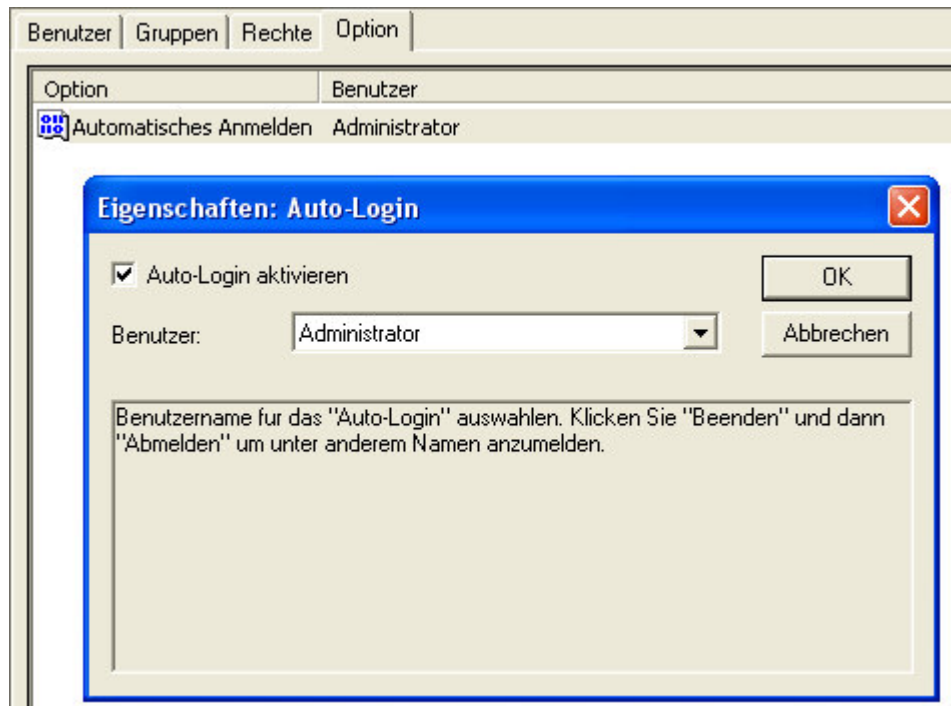 Benutzer Gruppen Rechte Option
Option Benutzer
Automatisches Anmelden Administrator
Eigenschaften: Auto-Login
Auto-Login aktivieren OK
Benutzer: Administrator Abbrechen
Benutzername fur das "Auto-Login" auswahlen. Klicken Sie "Beenden" und dann
"Abmelden" um unter anderem Namen anzumelden.